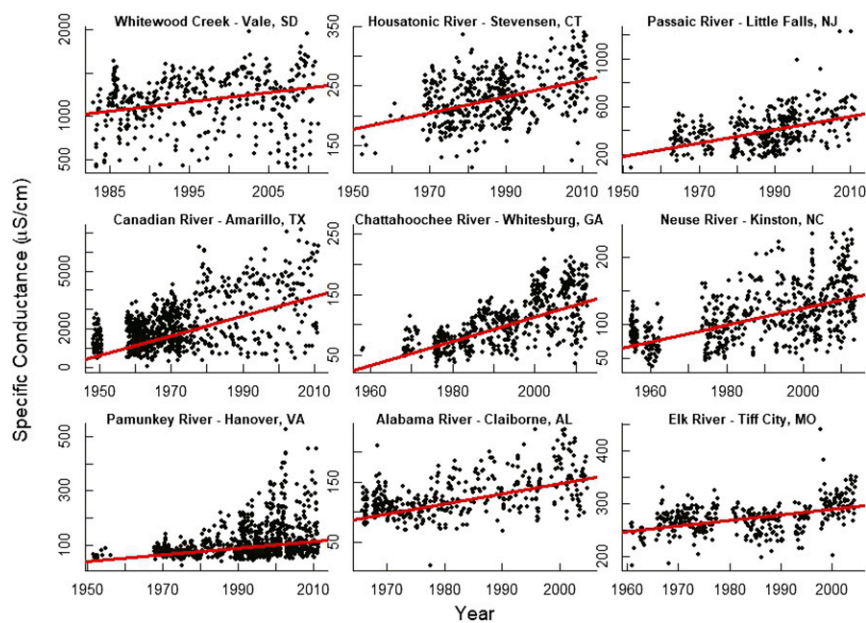 Whitewood Creek - Vale, SD
2000
1000
500
1985 1995 2005
Housatonic River - Stevensen, CT
250
150
1950 1970 1990 2010
Passaic River - Little Falls, NJ
1000
600
200
1950 1970 1990 2010
Specific Conductance (μS/cm)
Canadian River - Amarillo, TX
5000
2000
0
1950 1970 1990 2010
Chattahoochee River - Whitesburg, GA
250
150
50
1960 1980 2000
Neuse River - Kinston, NC
200
100
50
1960 1980 2000
Pamunkey River - Hanover, VA
500
300
100
1950 1970 1990 2010
Alabama River - Claiborne, AL
150
50
1970 1980 1990 2000
Elk River - Tiff City, MO
400
300
200
1960 1970 1980 1990 2000
Year